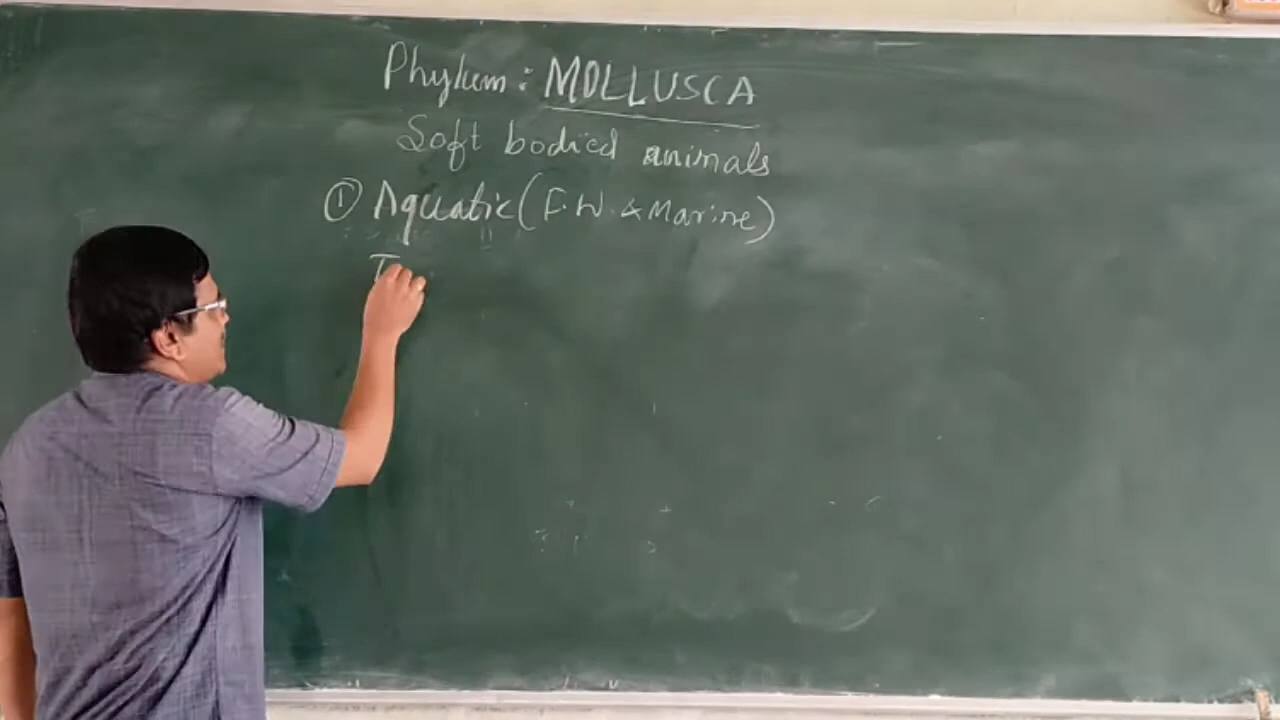 Phylum : MOLLUSCA
Soft bodied animals
① Aquatic (F.W. & Marine)
T